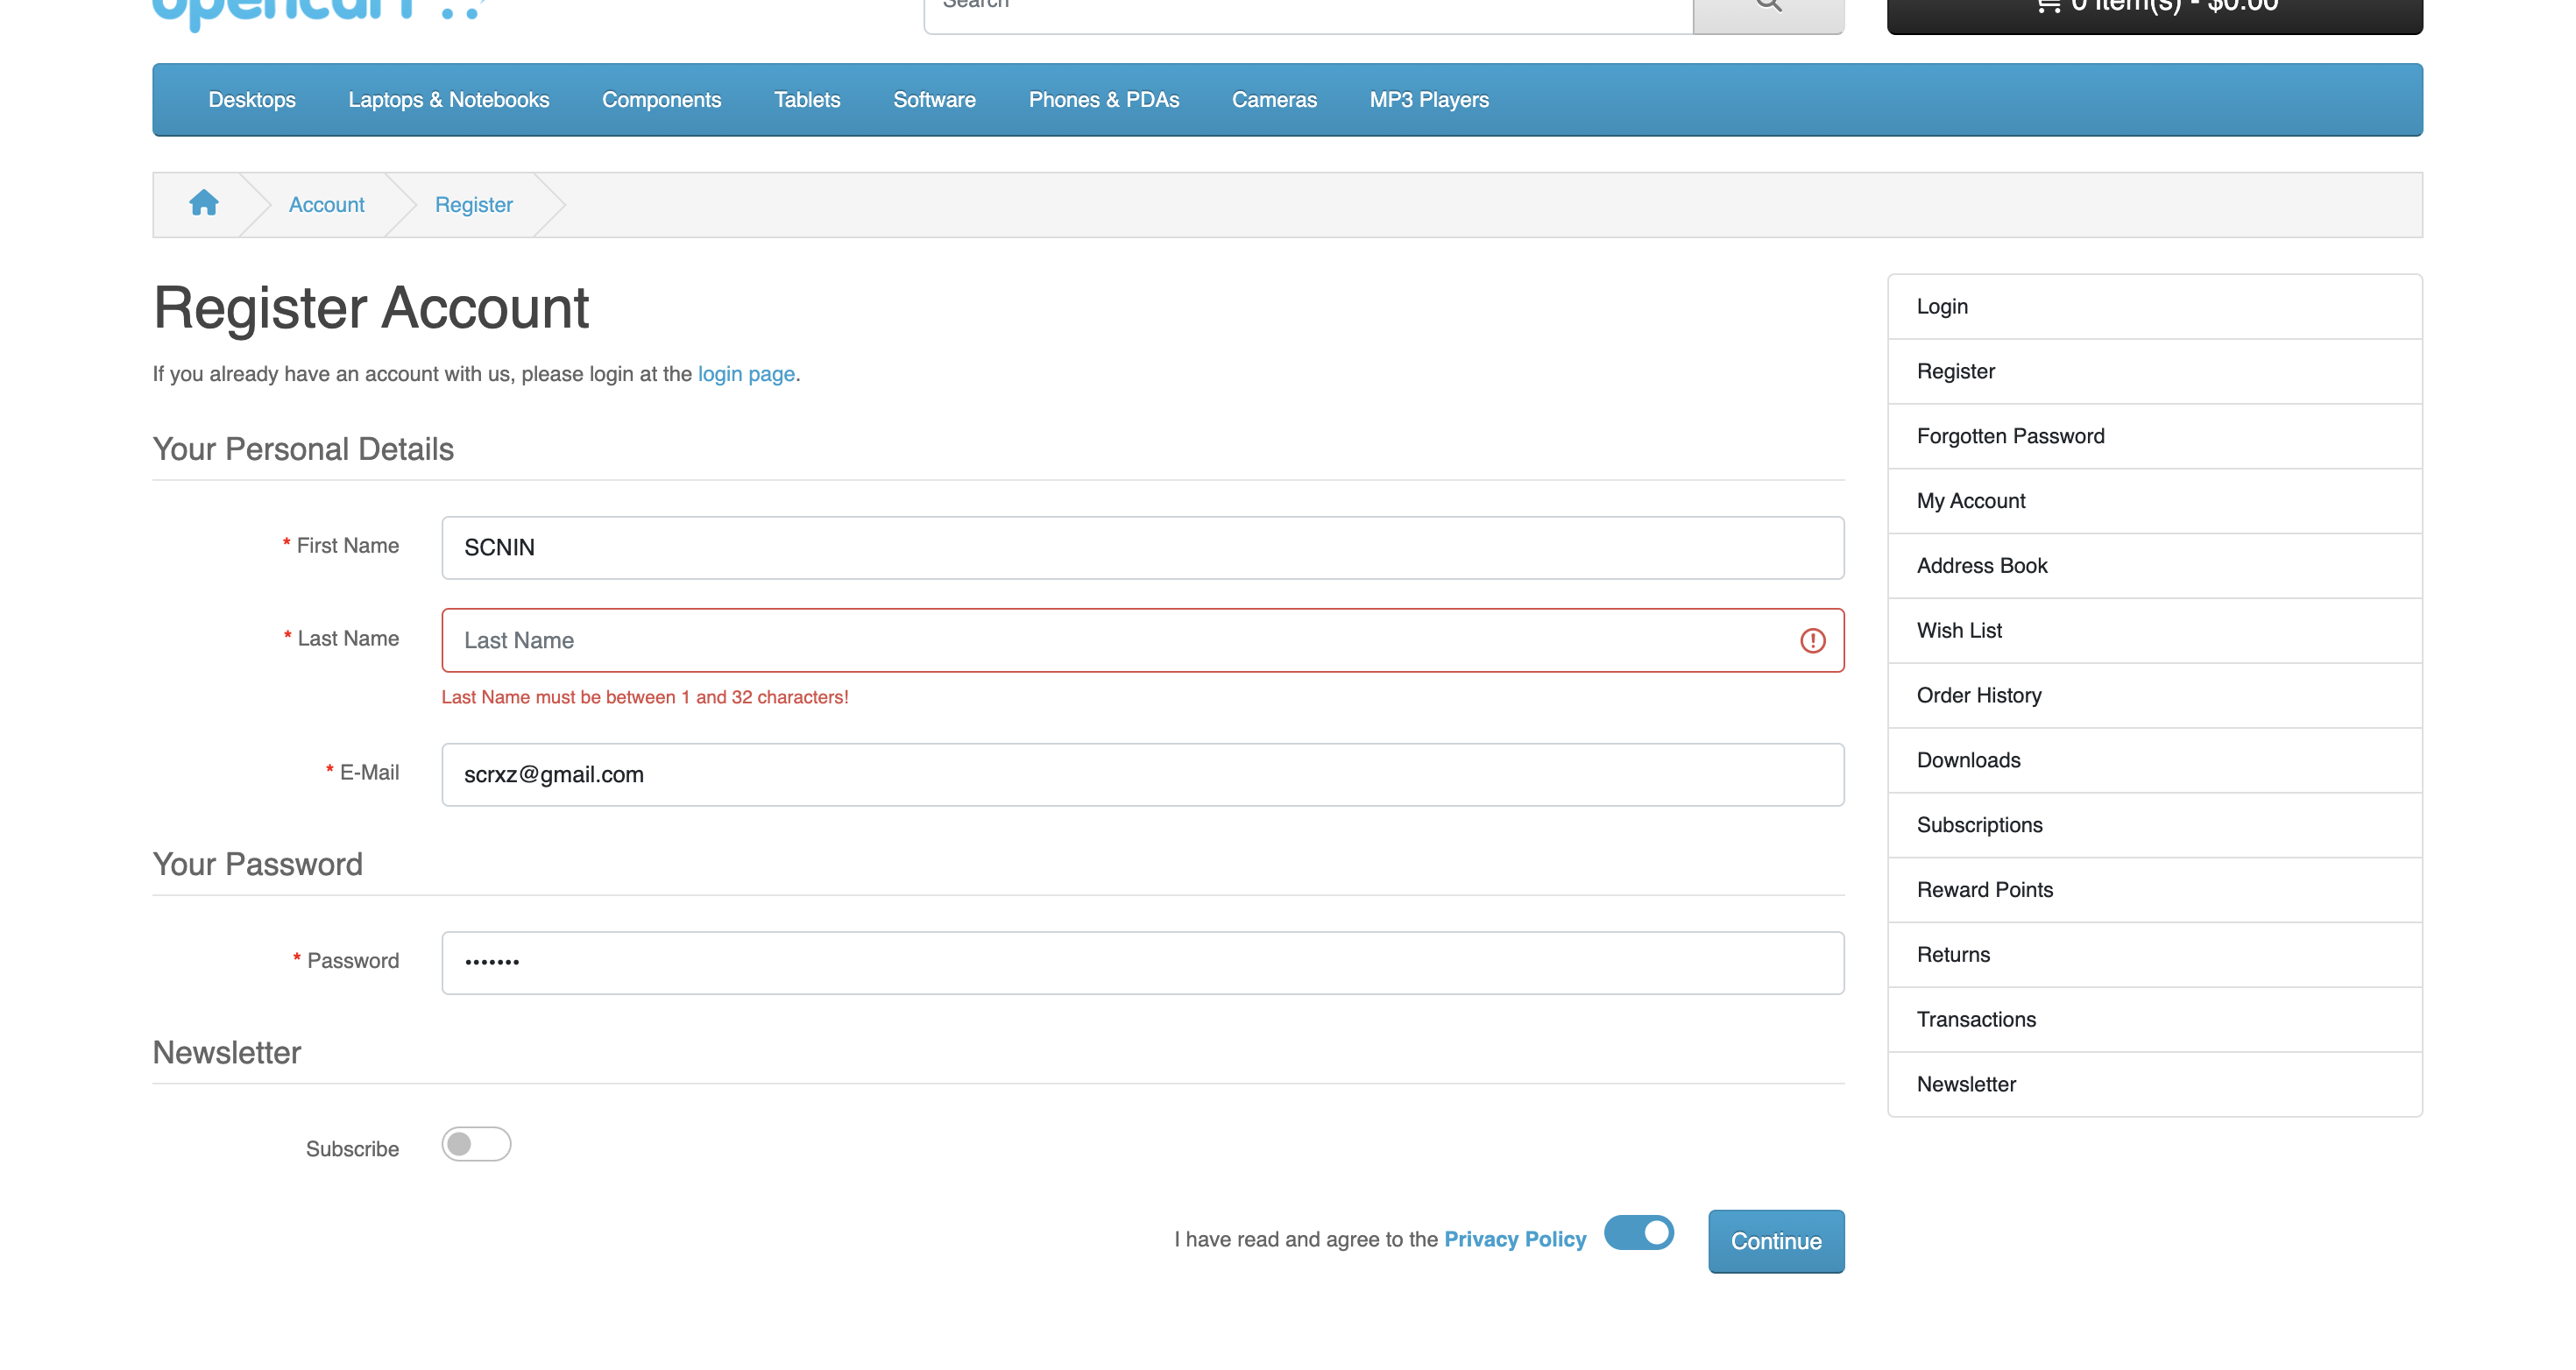 opencart
Search
0 item(s) - $0.00
Desktops Laptops & Notebooks Components Tablets Software Phones & PDAs Cameras MP3 Players
Account Register
Register Account
If you already have an account with us, please login at the login page.
Your Personal Details
* First Name SCNIN
* Last Name Last Name
Last Name must be between 1 and 32 characters!
* E-Mail scrxz@gmail.com
Your Password
* Password •••••••
Newsletter
Subscribe
I have read and agree to the Privacy Policy Continue
Login
Register
Forgotten Password
My Account
Address Book
Wish List
Order History
Downloads
Subscriptions
Reward Points
Returns
Transactions
Newsletter